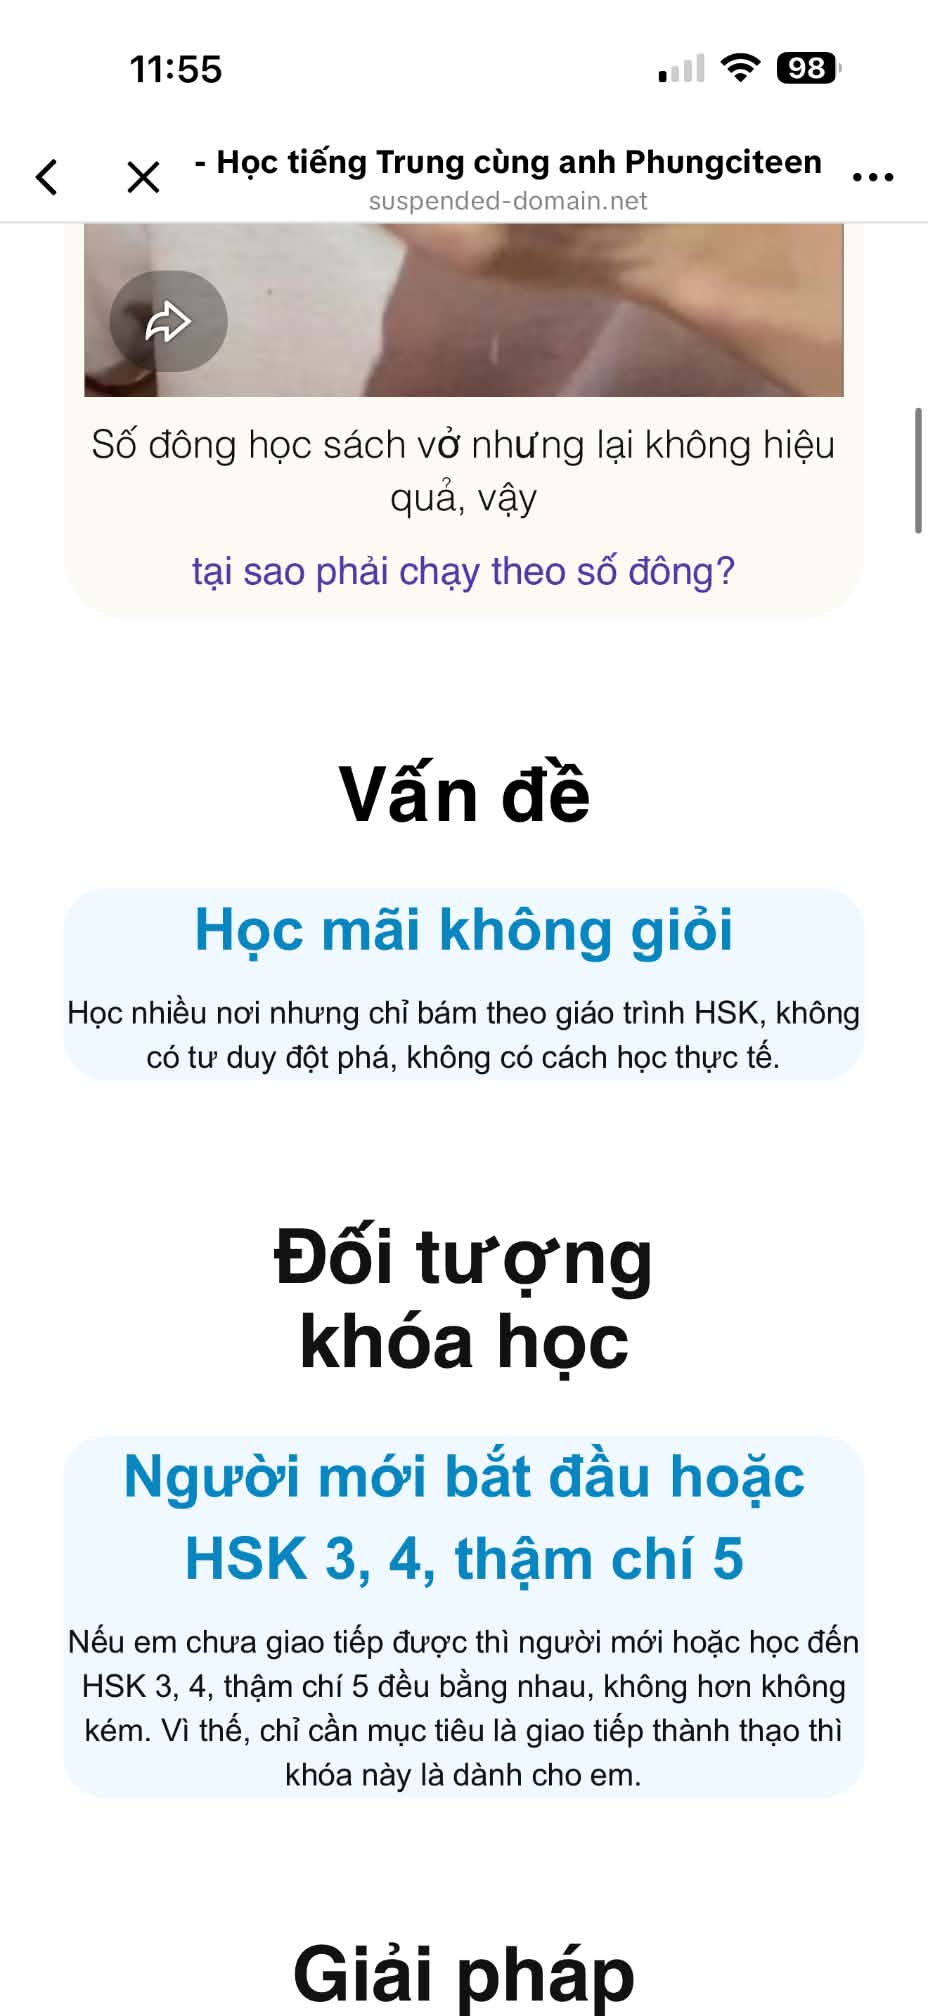 11:55
98
- Học tiếng Trung cùng anh Phungciteen
suspended-domain.net
Số đông học sách vở nhưng lại không hiệu
quả, vậy
tại sao phải chạy theo số đông?
Vấn đề
Học mãi không giỏi
Học nhiều nơi nhưng chỉ bám theo giáo trình HSK, không
có tư duy đột phá, không có cách học thực tế.
Đối tượng
khóa học
Người mới bắt đầu hoặc
HSK 3, 4, thậm chí 5
Nếu em chưa giao tiếp được thì người mới hoặc học đến
HSK 3, 4, thậm chí 5 đều bằng nhau, không hơn không
kém. Vì thế, chỉ cần mục tiêu là giao tiếp thành thạo thì
khóa này là dành cho em.
Giải pháp